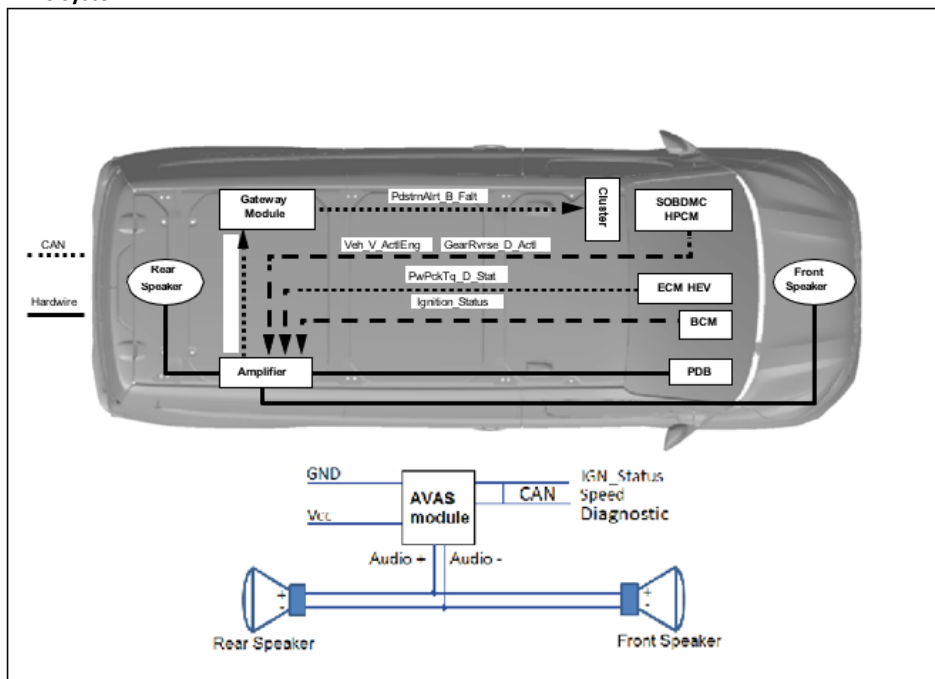 PdstrnAlrt_B_Falt
Gateway
Module
Cluster
SOBDMC
HPCM
CAN
Veh_V_ActlEng
GearRvrse_D_Actl
Rear
Speaker
PwPckTq_D_Stat
Front
Speaker
ECM HEV
Hardwire
Ignition_Status
BCM
Amplifier
PDB
GND
IGN_Status
AVAS
module
CAN
Speed
Vcc
Diagnostic
Audio +
Audio -
+
-
+
-
Rear Speaker
Front Speaker